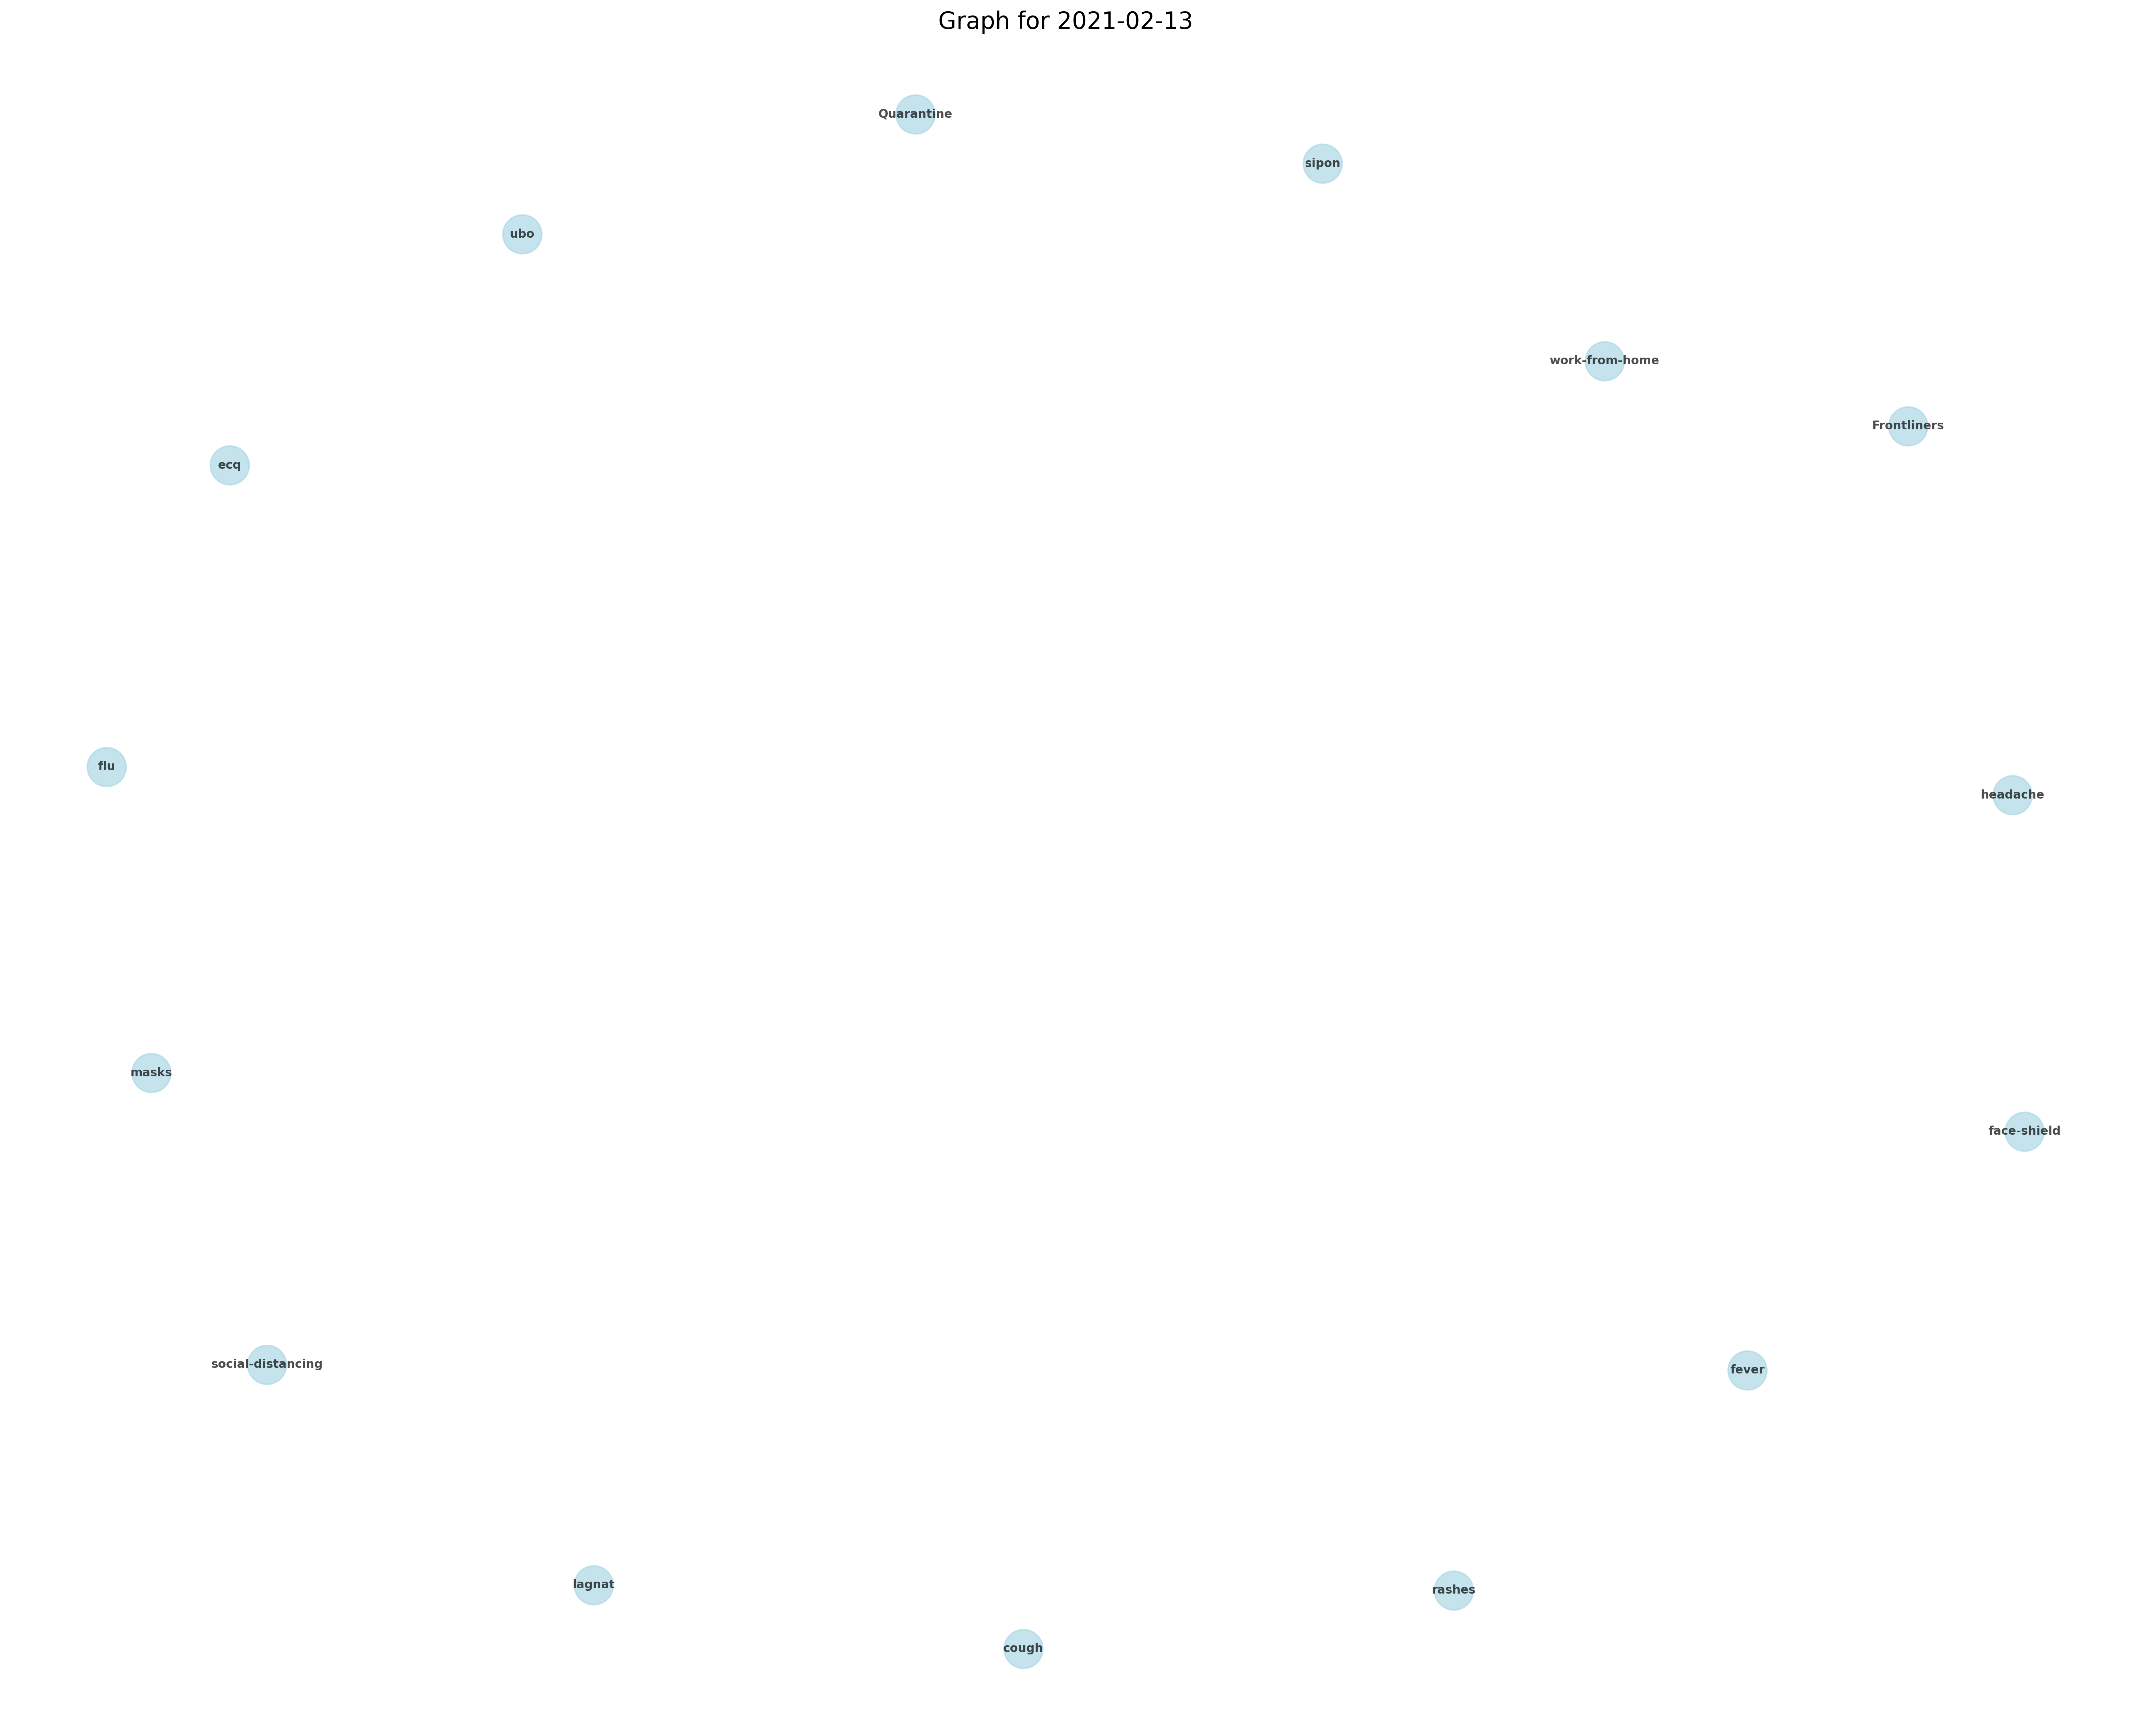 Graph for 2021-02-13
Quarantine
sipon
ubo
work-from-home
Frontliners
ecq
flu
headache
masks
face-shield
social-distancing
fever
lagnat
rashes
cough